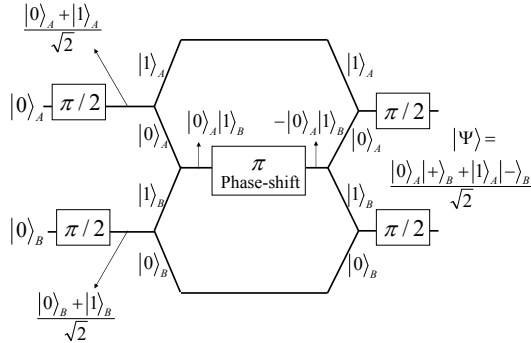 |0⟩_A + |1⟩_A
√2
|1⟩_A
|1⟩_A
|0⟩_A
π / 2
π / 2
|0⟩_A
|0⟩_A|1⟩_B
−|0⟩_A|1⟩_B
|0⟩_A
|Ψ⟩ =
|0⟩_A|+⟩_B + |1⟩_A|−⟩_B
√2
π
Phase-shift
|1⟩_B
|1⟩_B
|0⟩_B
π / 2
π / 2
|0⟩_B
|0⟩_B
|0⟩_B + |1⟩_B
√2